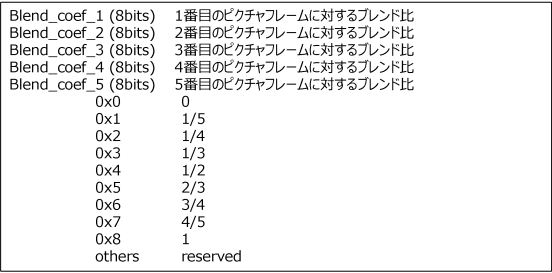 Blend_coef_1 (8bits) 1番目のピクチャフレームに対するブレンド比
Blend_coef_2 (8bits) 2番目のピクチャフレームに対するブレンド比
Blend_coef_3 (8bits) 3番目のピクチャフレームに対するブレンド比
Blend_coef_4 (8bits) 4番目のピクチャフレームに対するブレンド比
Blend_coef_5 (8bits) 5番目のピクチャフレームに対するブレンド比
0x0 0
0x1 1/5
0x2 1/4
0x3 1/3
0x4 1/2
0x5 2/3
0x6 3/4
0x7 4/5
0x8 1
others reserved